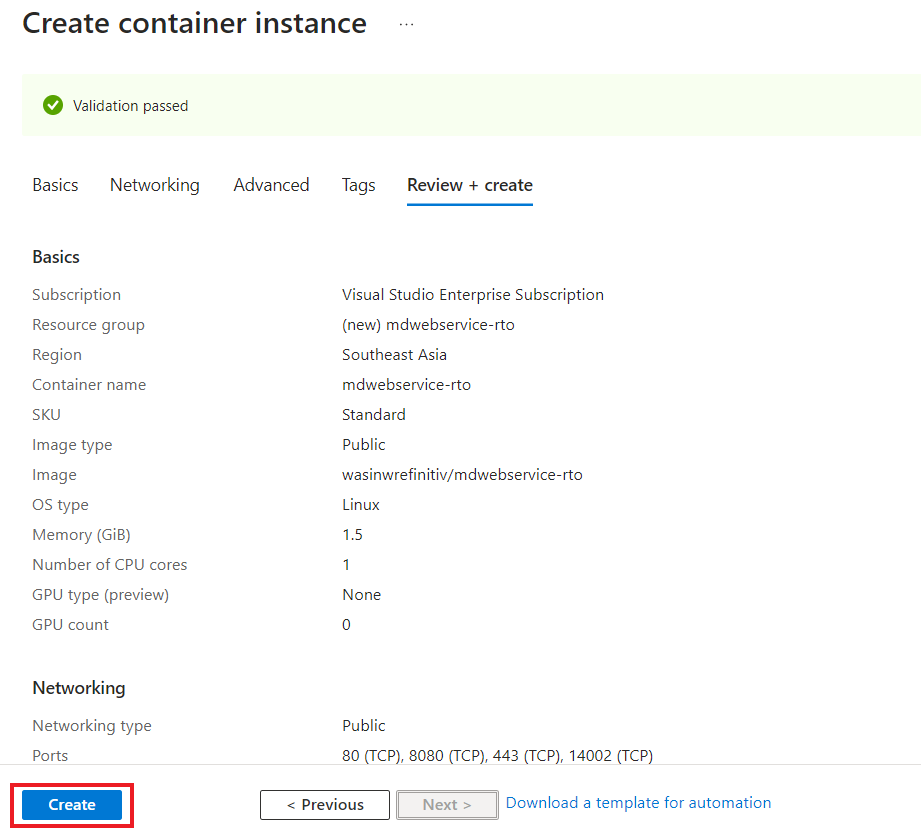 Create container instance ...
Validation passed
Basics Networking Advanced Tags Review + create
Basics
Subscription Visual Studio Enterprise Subscription
Resource group (new) mdwebservice-rto
Region Southeast Asia
Container name mdwebservice-rto
SKU Standard
Image type Public
Image wasinwrefinitiv/mdwebservice-rto
OS type Linux
Memory (GiB) 1.5
Number of CPU cores 1
GPU type (preview) None
GPU count 0
Networking
Networking type Public
Ports 80 (TCP), 8080 (TCP), 443 (TCP), 14002 (TCP)
Create < Previous Next > Download a template for automation